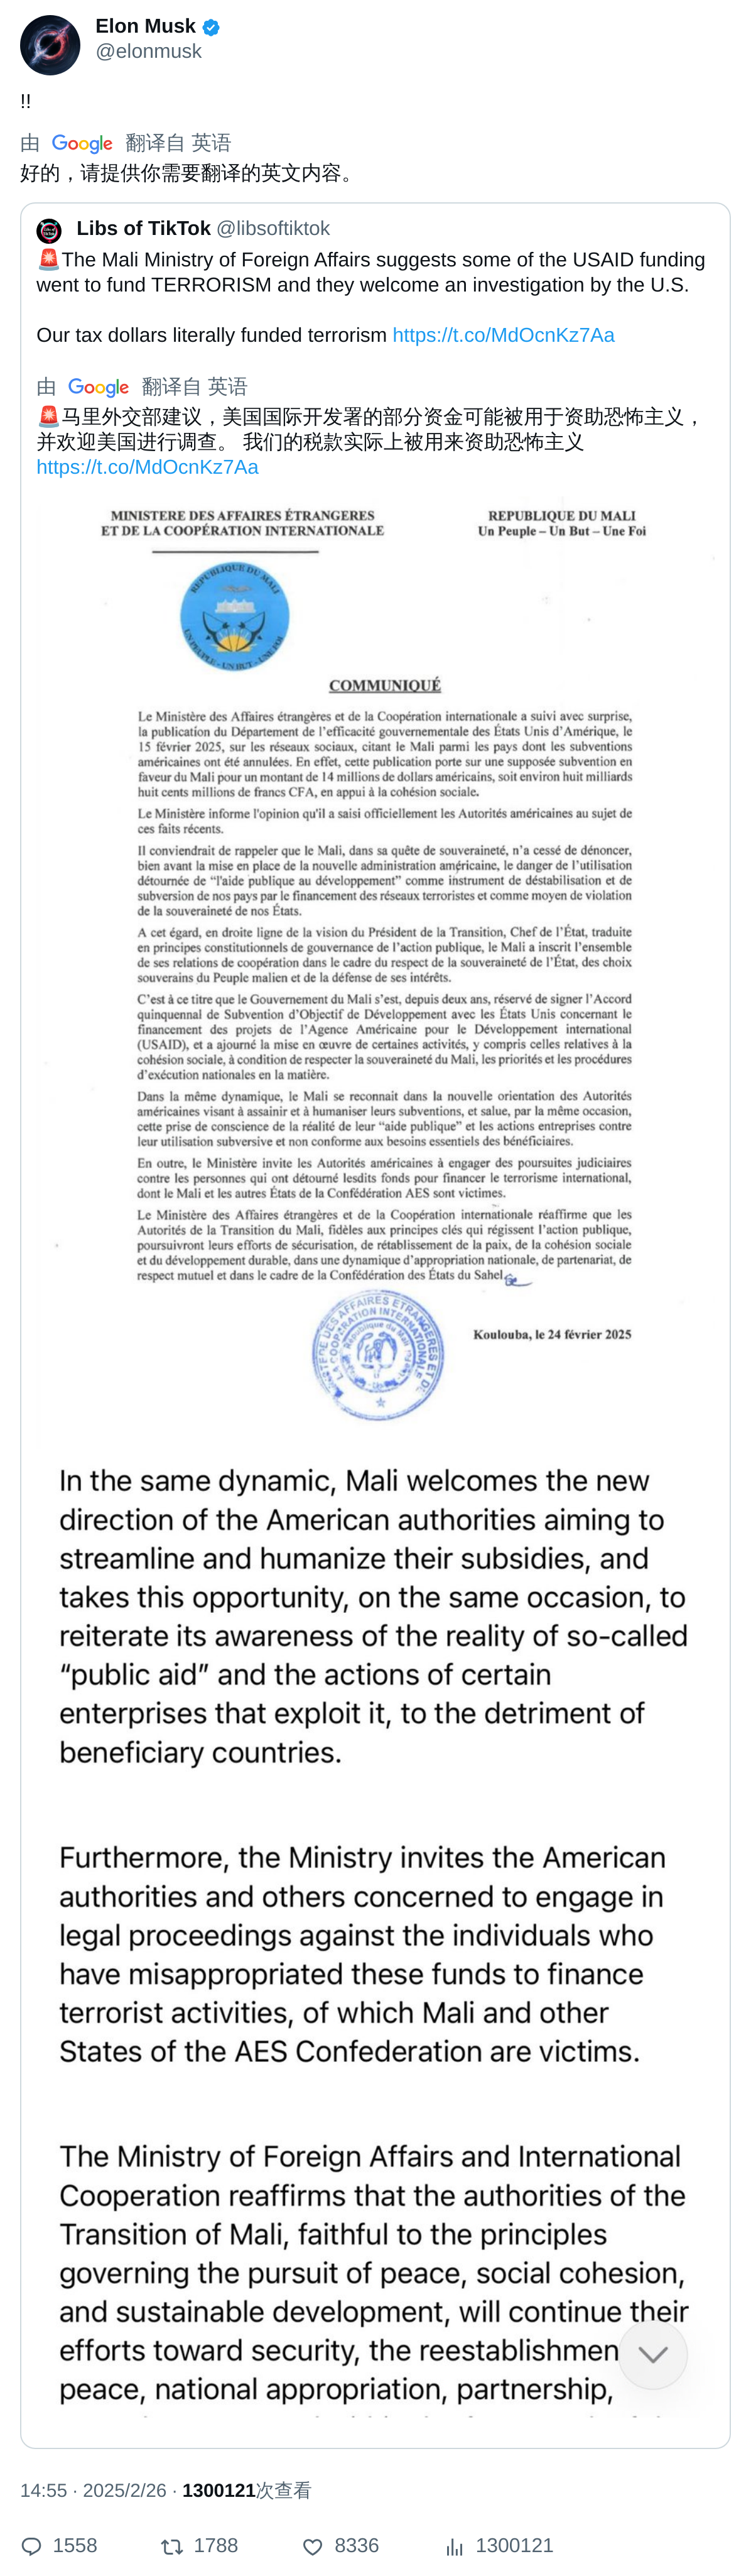 Elon Musk
@elonmusk
!!
由 Google 翻译自 英语
好的，请提供你需要翻译的英文内容。
Libs of TikTok @libsoftiktok
🚨The Mali Ministry of Foreign Affairs suggests some of the USAID funding
went to fund TERRORISM and they welcome an investigation by the U.S.
Our tax dollars literally funded terrorism https://t.co/MdOcnKz7Aa
由 Google 翻译自 英语
🚨马里外交部建议，美国国际开发署的部分资金可能被用于资助恐怖主义，
并欢迎美国进行调查。 我们的税款实际上被用来资助恐怖主义
https://t.co/MdOcnKz7Aa
MINISTERE DES AFFAIRES ÉTRANGERES
ET DE LA COOPÉRATION INTERNATIONALE
REPUBLIQUE DU MALI
Un Peuple – Un But – Une Foi
REPUBLIQUE DU MALI
UN PEUPLE - UN BUT - UNE FOI
COMMUNIQUÉ
Le Ministère des Affaires étrangères et de la Coopération internationale a suivi avec surprise,
la publication du Département de l'efficacité gouvernementale des États Unis d'Amérique, le
15 février 2025, sur les réseaux sociaux, citant le Mali parmi les pays dont les subventions
américaines ont été annulées. En effet, cette publication porte sur une supposée subvention en
faveur du Mali pour un montant de 14 millions de dollars américains, soit environ huit milliards
huit cents millions de francs CFA, en appui à la cohésion sociale.
Le Ministère informe l'opinion qu'il a saisi officiellement les Autorités américaines au sujet de
ces faits récents.
Il conviendrait de rappeler que le Mali, dans sa quête de souveraineté, n'a cessé de dénoncer,
bien avant la mise en place de la nouvelle administration américaine, le danger de l'utilisation
détournée de "l'aide publique au développement" comme instrument de déstabilisation et de
subversion de nos pays par le financement des réseaux terroristes et comme moyen de violation
de la souveraineté de nos États.
A cet égard, en droite ligne de la vision du Président de la Transition, Chef de l'État, traduite
en principes constitutionnels de gouvernance de l'action publique, le Mali a inscrit l'ensemble
de ses relations de coopération dans le cadre du respect de la souveraineté de l'État, des choix
souverains du Peuple malien et de la défense de ses intérêts.
C'est à ce titre que le Gouvernement du Mali s'est, depuis deux ans, réservé de signer l'Accord
quinquennal de Subvention d'Objectif de Développement avec les États Unis concernant le
financement des projets de l'Agence Américaine pour le Développement international
(USAID), et a ajourné la mise en œuvre de certaines activités, y compris celles relatives à la
cohésion sociale, à condition de respecter la souveraineté du Mali, les priorités et les procédures
d'exécution nationales en la matière.
Dans la même dynamique, le Mali se reconnait dans la nouvelle orientation des Autorités
américaines visant à assainir et à humaniser leurs subventions, et salue, par la même occasion,
cette prise de conscience de la réalité de leur "aide publique" et les actions entreprises contre
leur utilisation subversive et non conforme aux besoins essentiels des bénéficiaires.
En outre, le Ministère invite les Autorités américaines à engager des poursuites judiciaires
contre les personnes qui ont détourné lesdits fonds pour financer le terrorisme international,
dont le Mali et les autres États de la Confédération AES sont victimes.
Le Ministère des Affaires étrangères et de la Coopération internationale réaffirme que les
Autorités de la Transition du Mali, fidèles aux principes clés qui régissent l'action publique,
poursuivront leurs efforts de sécurisation, de rétablissement de la paix, de la cohésion sociale
et du développement durable, dans une dynamique d'appropriation nationale, de partenariat, de
respect mutuel et dans le cadre de la Confédération des États du Sahel.
MINISTERE DES AFFAIRES ETRANGERES ET DE
LA COOPERATION INTERNATIONALE
République du Mali
Koulouba, le 24 février 2025
In the same dynamic, Mali welcomes the new
direction of the American authorities aiming to
streamline and humanize their subsidies, and
takes this opportunity, on the same occasion, to
reiterate its awareness of the reality of so-called
“public aid” and the actions of certain
enterprises that exploit it, to the detriment of
beneficiary countries.
Furthermore, the Ministry invites the American
authorities and others concerned to engage in
legal proceedings against the individuals who
have misappropriated these funds to finance
terrorist activities, of which Mali and other
States of the AES Confederation are victims.
The Ministry of Foreign Affairs and International
Cooperation reaffirms that the authorities of the
Transition of Mali, faithful to the principles
governing the pursuit of peace, social cohesion,
and sustainable development, will continue their
efforts toward security, the reestablishmen
peace, national appropriation, partnership,
14:55 · 2025/2/26 · 1300121次查看
1558 1788 8336 1300121